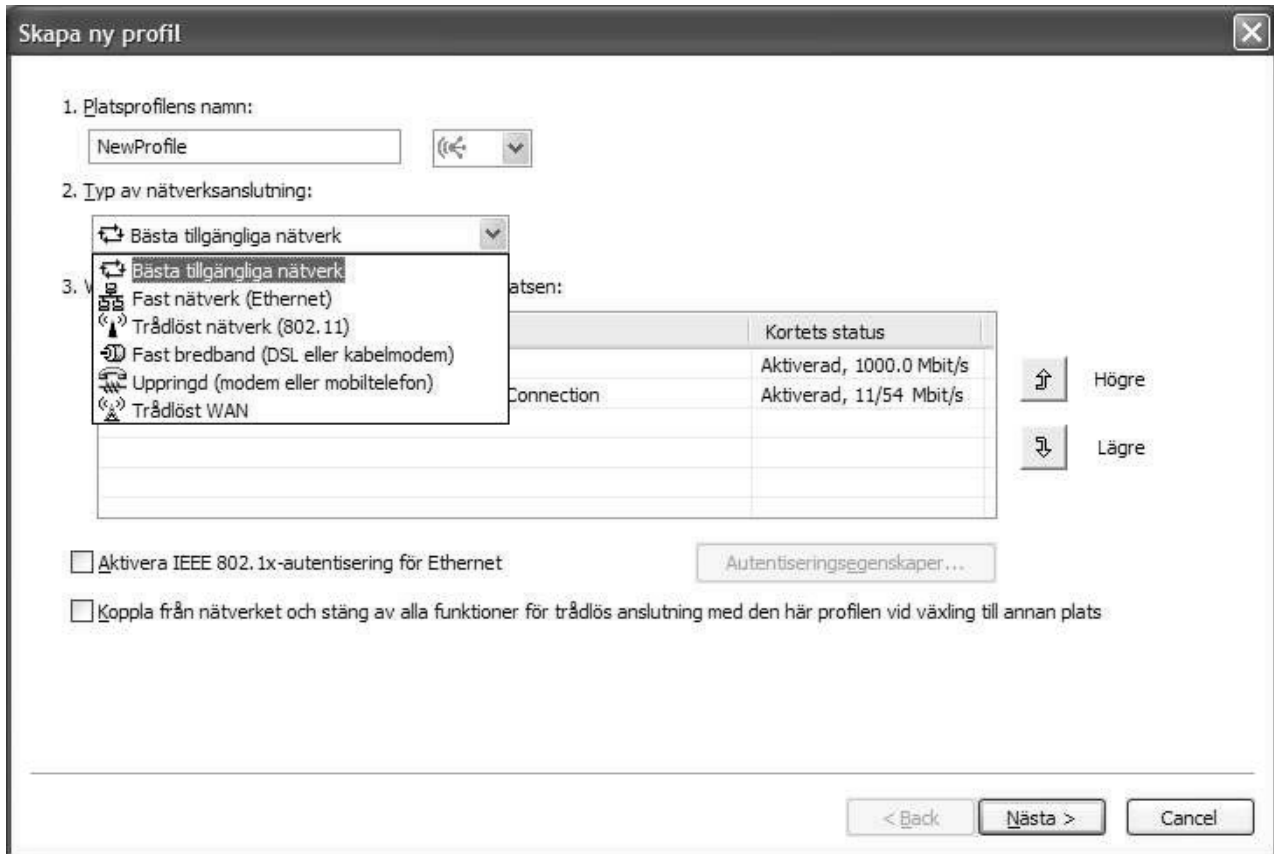 Skapa ny profil
1. Platsprofilens namn:
NewProfile
2. Typ av nätverksanslutning:
Bästa tillgängliga nätverk
Bästa tillgängliga nätverk
Fast nätverk (Ethernet)
Trådlöst nätverk (802.11)
Fast bredband (DSL eller kabelmodem)
Uppringd (modem eller mobiltelefon)
Trådlöst WAN
3. atsen:
Kortets status
Aktiverad, 1000.0 Mbit/s
Connection Aktiverad, 11/54 Mbit/s
Högre
Lägre
Aktivera IEEE 802.1x-autentisering för Ethernet Autentiseringsegenskaper...
Koppla från nätverket och stäng av alla funktioner för trådlös anslutning med den här profilen vid växling till annan plats
< Back Nästa > Cancel